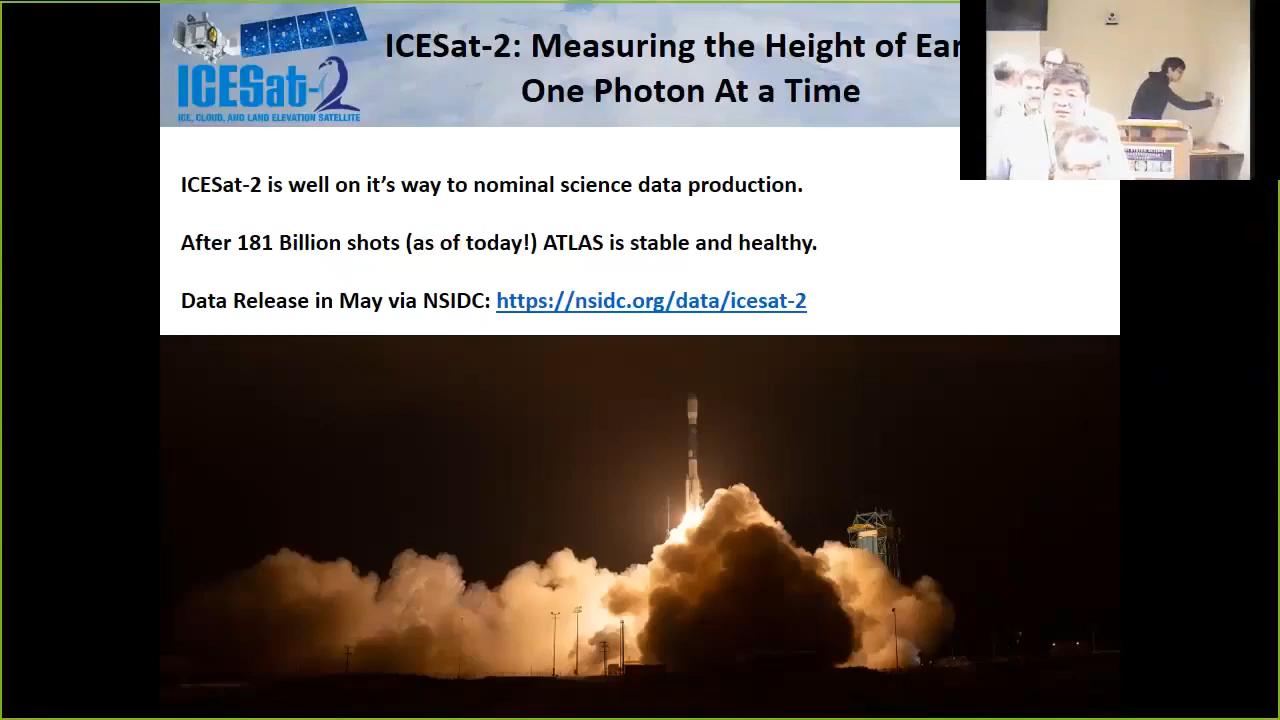 ICESat-2
ICE, CLOUD, AND LAND ELEVATION SATELLITE
ICESat-2: Measuring the Height of Ear
One Photon At a Time
ICESat-2 is well on it’s way to nominal science data production.
After 181 Billion shots (as of today!) ATLAS is stable and healthy.
Data Release in May via NSIDC: https://nsidc.org/data/icesat-2